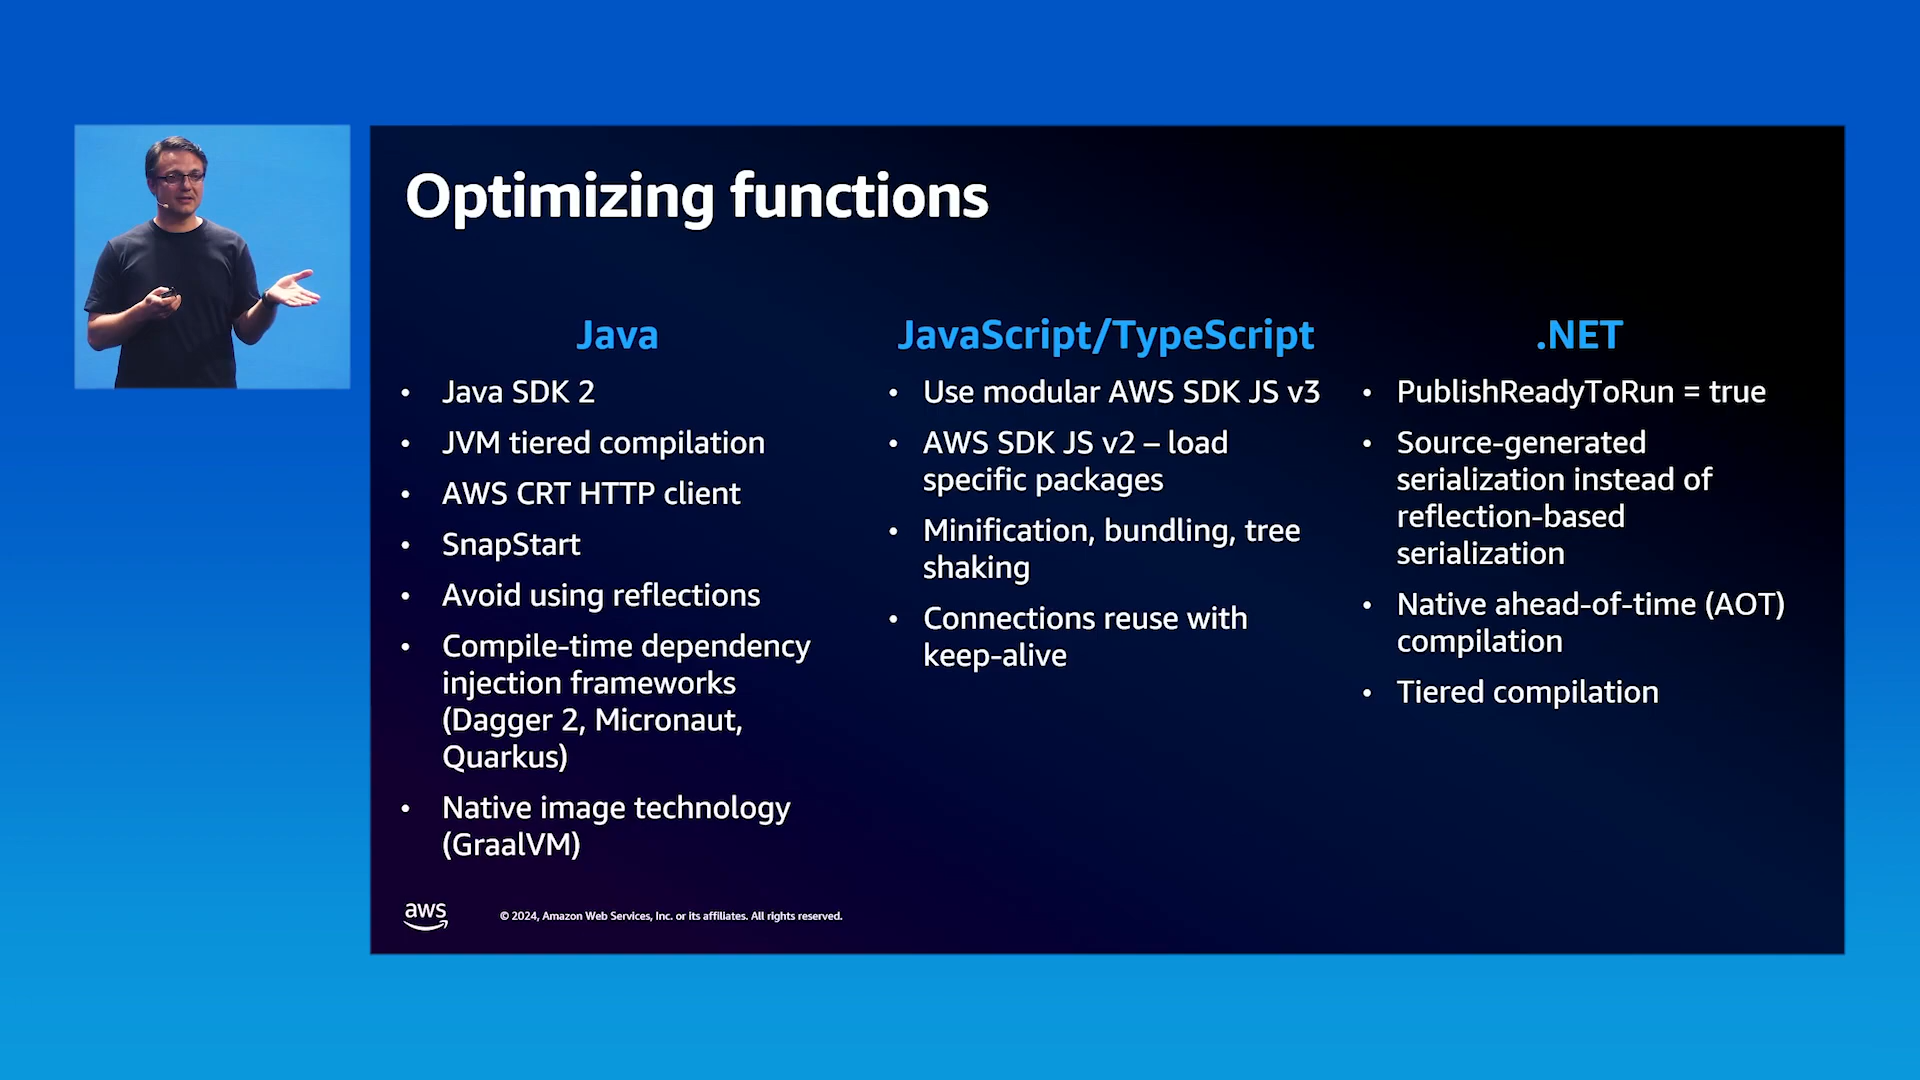 Optimizing functions
Java
• Java SDK 2
• JVM tiered compilation
• AWS CRT HTTP client
• SnapStart
• Avoid using reflections
• Compile-time dependency
injection frameworks
(Dagger 2, Micronaut,
Quarkus)
• Native image technology
(GraalVM)
JavaScript/TypeScript
• Use modular AWS SDK JS v3
• AWS SDK JS v2 – load
specific packages
• Minification, bundling, tree
shaking
• Connections reuse with
keep-alive
.NET
• PublishReadyToRun = true
• Source-generated
serialization instead of
reflection-based
serialization
• Native ahead-of-time (AOT)
compilation
• Tiered compilation
aws
© 2024, Amazon Web Services, Inc. or its affiliates. All rights reserved.